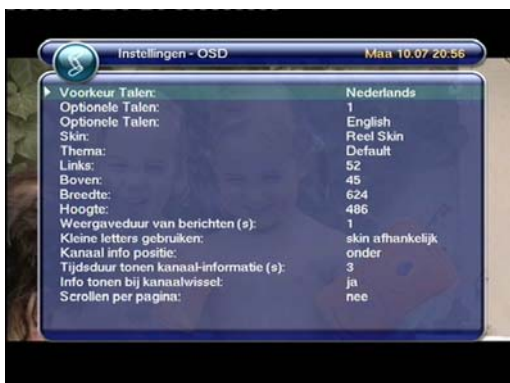 Instellingen - OSD Maa 10.07 20:56
Voorkeur Talen: Nederlands
Optionele Talen: 1
Optionele Talen: English
Skin: Reel Skin
Thema: Default
Links: 52
Boven: 45
Breedte: 624
Hoogte: 486
Weergaveduur van berichten (s): 1
Kleine letters gebruiken: skin afhankelijk
Kanaal info positie: onder
Tijdsduur tonen kanaal-informatie (s): 3
Info tonen bij kanaalwissel: ja
Scrollen per pagina: nee